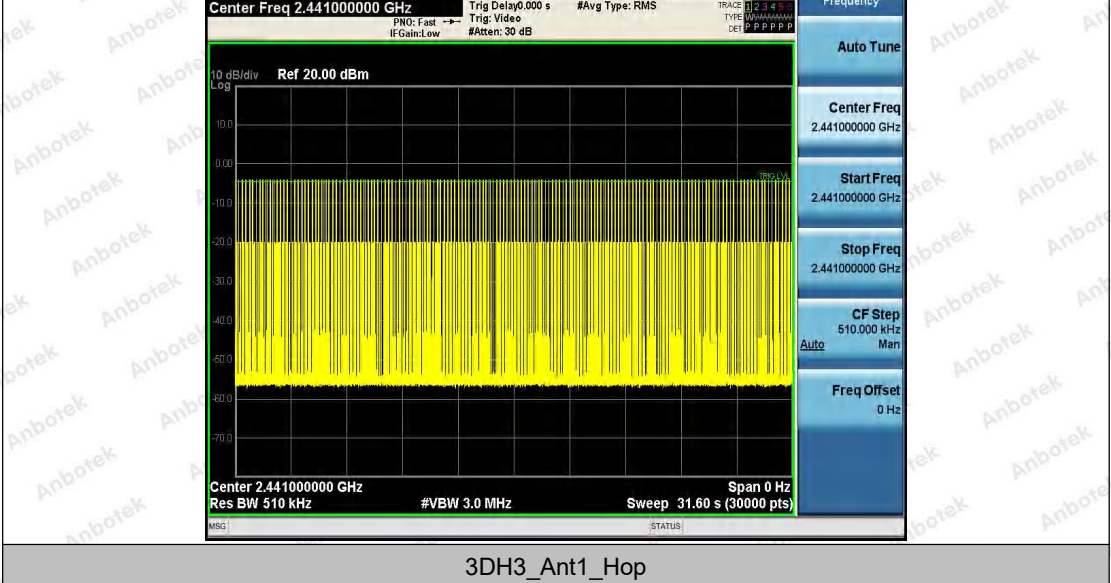 Center Freq 2.441000000 GHz
PNO: Fast
IFGain:Low
Trig Delay0.000 s
Trig: Video
#Atten: 30 dB
#Avg Type: RMS
TRACE 1 2 3 4 5 6
TYPE
DET P P P P P P
Frequency
Auto Tune
10 dB/div
Log
Ref 20.00 dBm
10.0
0.00
-10.0
-20.0
-30.0
-40.0
-50.0
-60.0
-70.0
TRIG LVL
Center Freq
2.441000000 GHz
Start Freq
2.441000000 GHz
Stop Freq
2.441000000 GHz
CF Step
510.000 kHz
Auto Man
Freq Offset
0 Hz
Center 2.441000000 GHz
Span 0 Hz
Res BW 510 kHz
#VBW 3.0 MHz
Sweep 31.60 s (30000 pts)
MSG
STATUS
3DH3_Ant1_Hop
Anbotek